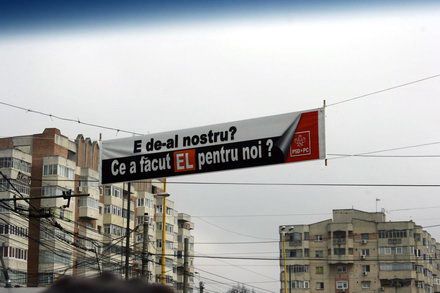 E de-al nostru?
Ce a făcut EL pentru noi ?
PSD+PC